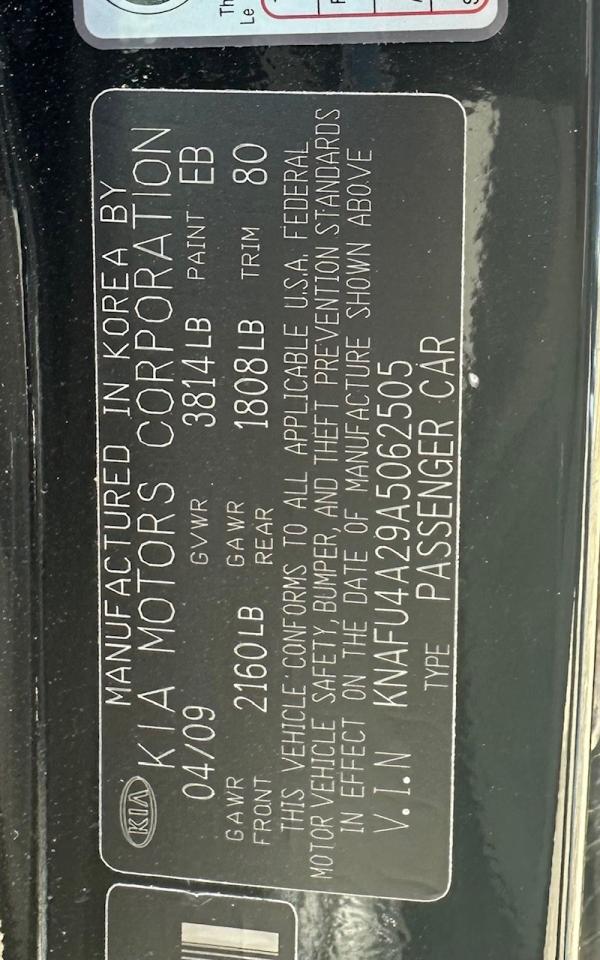 Th
Le
KIA
MANUFACTURED IN KOREA BY
KIA MOTORS CORPORATION
04/09 GVWR 3814LB PAINT EB
GAWR FRONT 2160LB GAWR REAR 1808LB TRIM 80
THIS VEHICLE CONFORMS TO ALL APPLICABLE U.S.A. FEDERAL
MOTOR VEHICLE SAFETY, BUMPER, AND THEFT PREVENTION STANDARDS
IN EFFECT ON THE DATE OF MANUFACTURE SHOWN ABOVE
V.I.N KNAFU4A29A5062505
TYPE PASSENGER CAR